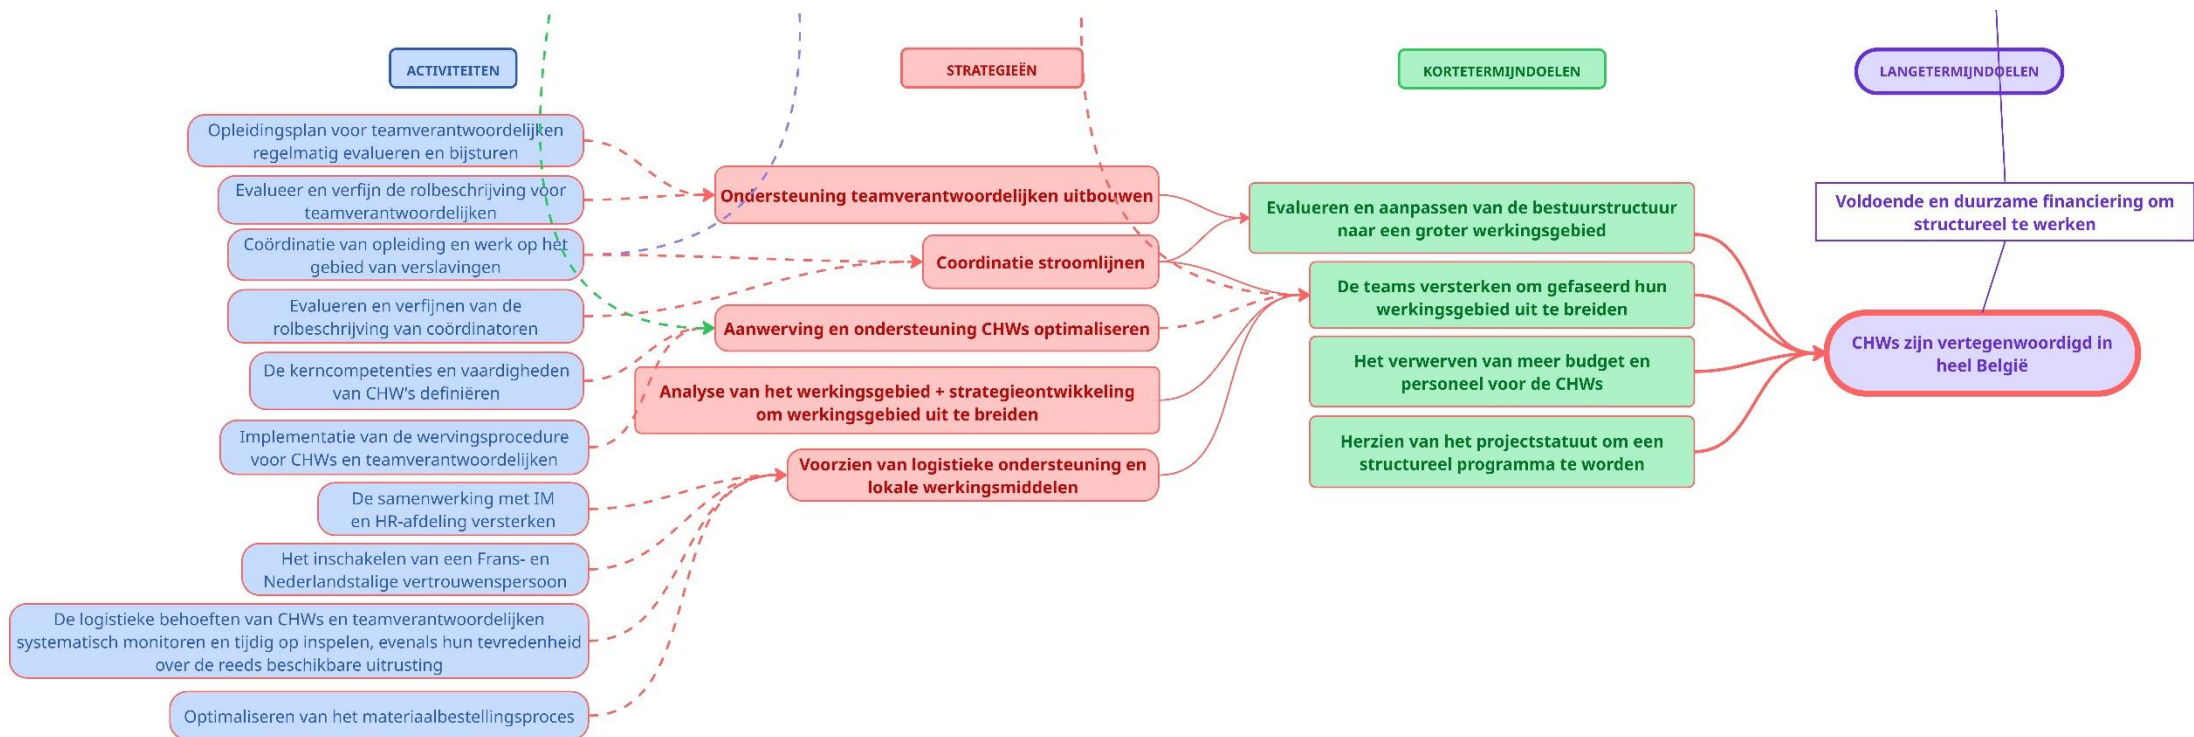 ACTIVITEITEN
STRATEGIEËN
KORTETERMIJNDOELEN
LANGETERMIJNDOELEN
Opleidingsplan voor teamverantwoordelijken
regelmatig evalueren en bijsturen
Evalueer en verfijn de rolbeschrijving voor
teamverantwoordelijken
Coördinatie van opleiding en werk op het
gebied van verslavingen
Evalueren en verfijnen van de
rolbeschrijving van coördinatoren
De kerncompetenties en vaardigheden
van CHW's definiëren
Implementatie van de wervingsprocedure
voor CHWs en teamverantwoordelijken
De samenwerking met IM
en HR-afdeling versterken
Het inschakelen van een Frans- en
Nederlandstalige vertrouwenspersoon
De logistieke behoeften van CHWs en teamverantwoordelijken
systematisch monitoren en tijdig op inspelen, evenals hun tevredenheid
over de reeds beschikbare uitrusting
Optimaliseren van het materiaalbestellingsproces
Ondersteuning teamverantwoordelijken uitbouwen
Coordinatie stroomlijnen
Aanwerving en ondersteuning CHWs optimaliseren
Analyse van het werkingsgebied + strategieontwikkeling
om werkingsgebied uit te breiden
Voorzien van logistieke ondersteuning en
lokale werkingsmiddelen
Evalueren en aanpassen van de bestuurstructuur
naar een groter werkingsgebied
De teams versterken om gefaseerd hun
werkingsgebied uit te breiden
Het verwerven van meer budget en
personeel voor de CHWs
Herzien van het projectstatuut om een
structureel programma te worden
Voldoende en duurzame financiering om
structureel te werken
CHWs zijn vertegenwoordigd in
heel België